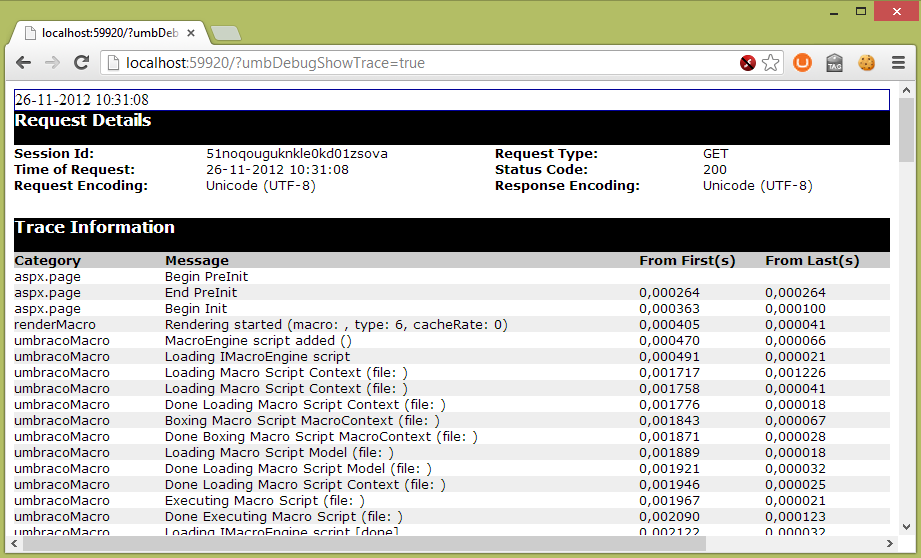 localhost:59920/?umbDeb
localhost:59920/?umbDebugShowTrace=true
TAG
26-11-2012 10:31:08
Request Details
Session Id: 51noqouguknkle0kd01zsova Request Type: GET
Time of Request: 26-11-2012 10:31:08 Status Code: 200
Request Encoding: Unicode (UTF-8) Response Encoding: Unicode (UTF-8)
Trace Information
Category Message From First(s) From Last(s)
aspx.page Begin PreInit
aspx.page End PreInit 0,000264 0,000264
aspx.page Begin Init 0,000363 0,000100
renderMacro Rendering started (macro: , type: 6, cacheRate: 0) 0,000405 0,000041
umbracoMacro MacroEngine script added () 0,000470 0,000066
umbracoMacro Loading IMacroEngine script 0,000491 0,000021
umbracoMacro Loading Macro Script Context (file: ) 0,001717 0,001226
umbracoMacro Loading Macro Script Context (file: ) 0,001758 0,000041
umbracoMacro Done Loading Macro Script Context (file: ) 0,001776 0,000018
umbracoMacro Boxing Macro Script MacroContext (file: ) 0,001843 0,000067
umbracoMacro Done Boxing Macro Script MacroContext (file: ) 0,001871 0,000028
umbracoMacro Loading Macro Script Model (file: ) 0,001889 0,000018
umbracoMacro Done Loading Macro Script Model (file: ) 0,001921 0,000032
umbracoMacro Done Loading Macro Script Context (file: ) 0,001946 0,000025
umbracoMacro Executing Macro Script (file: ) 0,001967 0,000021
umbracoMacro Done Executing Macro Script (file: ) 0,002090 0,000123
umbracoMacro Loading IMacroEngine script [done] 0,002122 0,000032